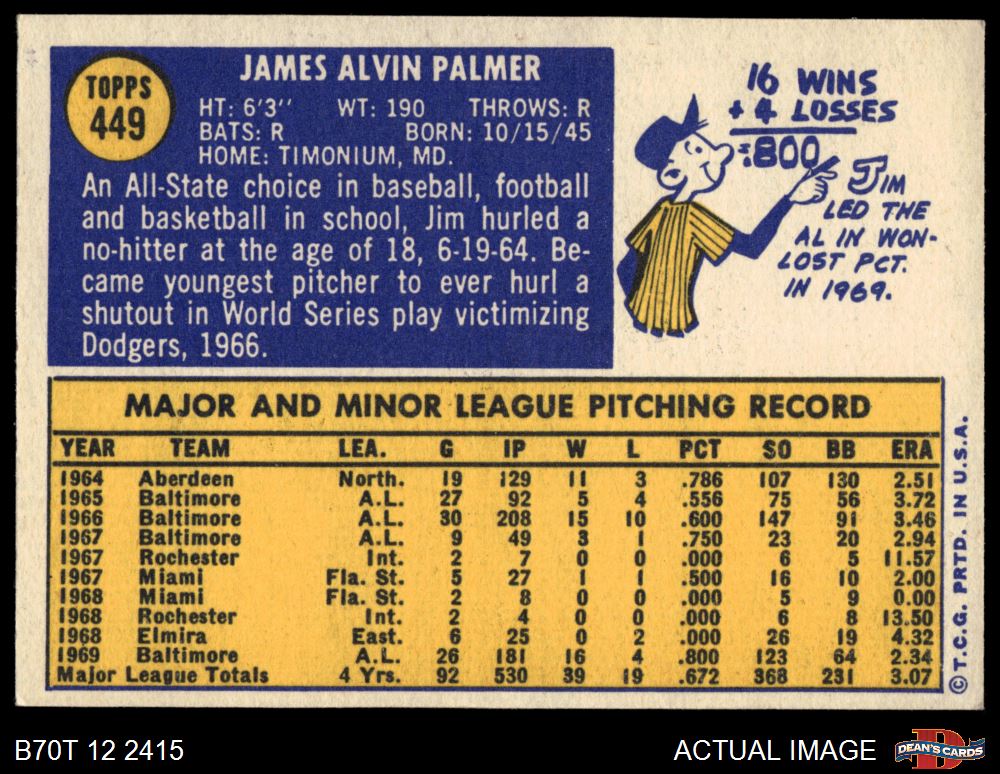 TOPPS
449
JAMES ALVIN PALMER
HT: 6'3'' WT: 190 THROWS: R
BATS: R BORN: 10/15/45
HOME: TIMONIUM, MD.
An All-State choice in baseball, football
and basketball in school, Jim hurled a
no-hitter at the age of 18, 6-19-64. Be-
came youngest pitcher to ever hurl a
shutout in World Series play victimizing
Dodgers, 1966.
16 WINS
+ 4 LOSSES
=.800
JIM
LED THE
AL IN WON-
LOST PCT.
IN 1969.
MAJOR AND MINOR LEAGUE PITCHING RECORD
YEAR TEAM LEA. G IP W L PCT SO BB ERA
1964 Aberdeen North. 19 129 11 3 .786 107 130 2.51
1965 Baltimore A.L. 27 92 5 4 .556 75 56 3.72
1966 Baltimore A.L. 30 208 15 10 .600 147 91 3.46
1967 Baltimore A.L. 9 49 3 1 .750 23 20 2.94
1967 Rochester Int. 2 7 0 0 .000 6 5 11.57
1967 Miami Fla. St. 5 27 1 1 .500 16 10 2.00
1968 Miami Fla. St. 2 8 0 0 .000 5 9 0.00
1968 Rochester Int. 2 4 0 0 .000 6 8 13.50
1968 Elmira East. 6 25 0 2 .000 26 19 4.32
1969 Baltimore A.L. 26 181 16 4 .800 123 64 2.34
Major League Totals 4 Yrs. 92 530 39 19 .672 368 231 3.07
© T.C.G. PRTD. IN U.S.A.
B70T 12 2415
ACTUAL IMAGE
D
DEAN'S CARDS